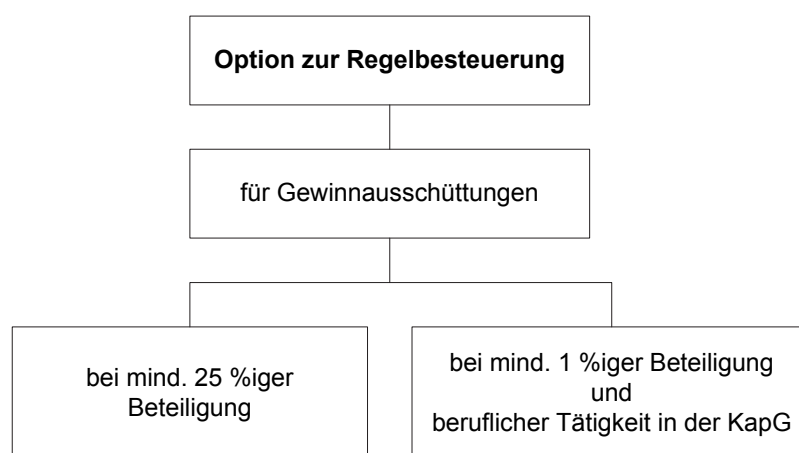 Option zur Regelbesteuerung
für Gewinnausschüttungen
bei mind. 25 %iger
Beteiligung
bei mind. 1 %iger Beteiligung
und
beruflicher Tätigkeit in der KapG